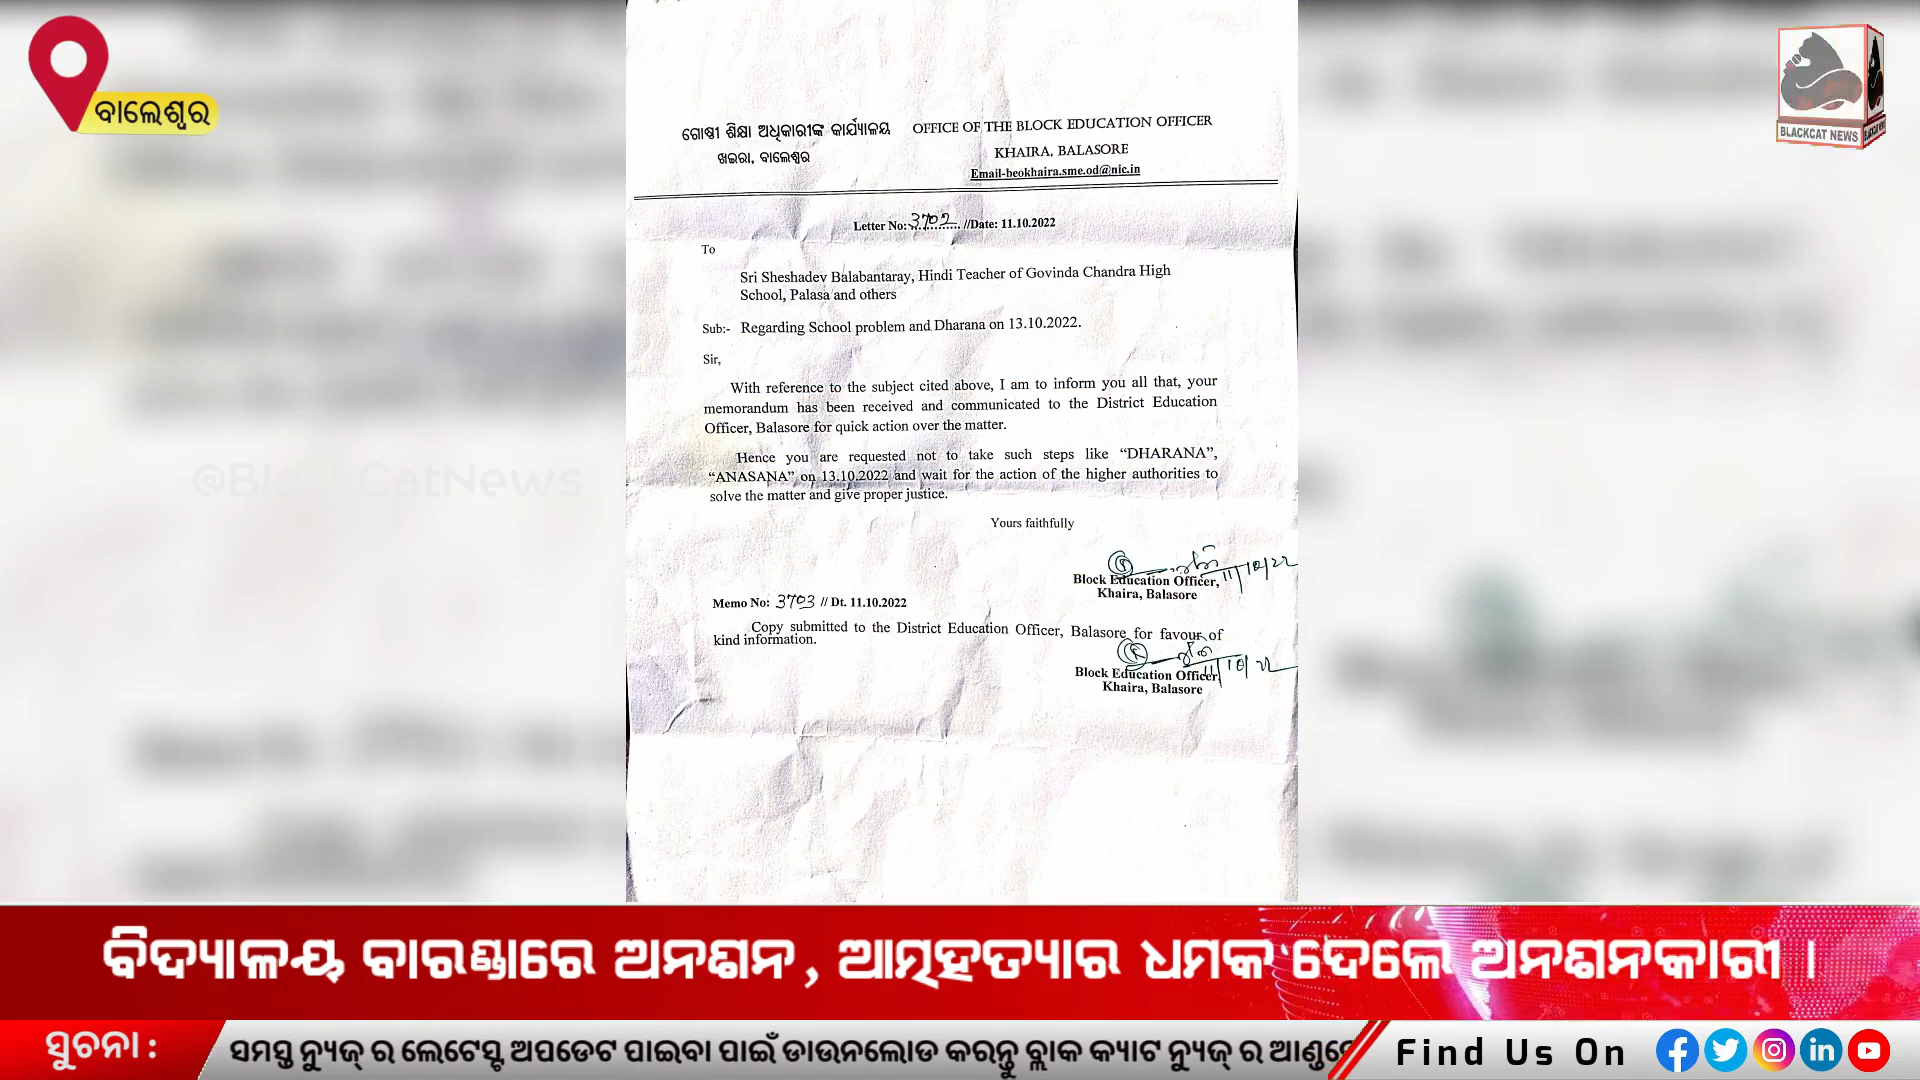 ବାଲେଶ୍ୱର
BLACKCAT NEWS
ଗୋଷ୍ଠୀ ଶିକ୍ଷା ଅଧିକାରୀଙ୍କ କାର୍ଯ୍ୟାଳୟ OFFICE OF THE BLOCK EDUCATION OFFICER
ଖଇରା, ବାଲେଶ୍ୱର KHAIRA, BALASORE
Email-beokhaira.sme.od@nic.in
Letter No:3702 //Date: 11.10.2022
To
Sri Sheshadev Balabantaray, Hindi Teacher of Govinda Chandra High
School, Palasa and others
Sub:- Regarding School problem and Dharana on 13.10.2022.
Sir,
With reference to the subject cited above, I am to inform you all that, your
memorandum has been received and communicated to the District Education
Officer, Balasore for quick action over the matter.
Hence you are requested not to take such steps like “DHARANA”,
“ANASANA” on 13.10.2022 and wait for the action of the higher authorities to
solve the matter and give proper justice.
@BlackCatNews
Yours faithfully
11/10/22
Block Education Officer,
Khaira, Balasore
Memo No: 3703 // Dt. 11.10.2022
Copy submitted to the District Education Officer, Balasore for favour of
kind information.
11/10/22
Block Education Officer,
Khaira, Balasore
ବିଦ୍ୟାଳୟ ବାରଣ୍ଡାରେ ଅନଶନ, ଆତ୍ମହତ୍ୟାର ଧମକ ଦେଲେ ଅନଶନକାରୀ ।
ସୁଚନା : ସମସ୍ତ ନ୍ୟୁଜ୍ ର ଲେଟେସ୍ଟ ଅପଡେଟ ପାଇବା ପାଇଁ ଡାଉନଲୋଡ କରନ୍ତୁ ବ୍ଲାକ କ୍ୟାଟ ନ୍ୟୁଜ୍ ର Find Us On